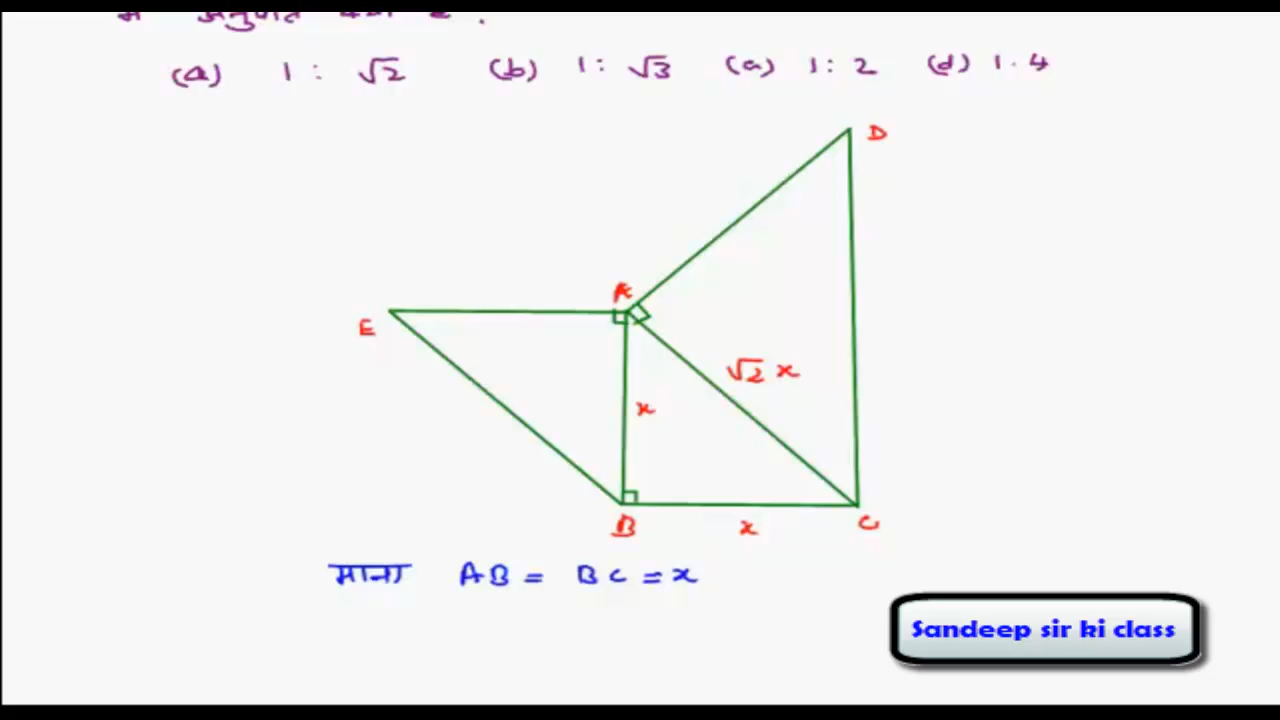 (a) 1 : √2 (b) 1 : √3 (a) 1 : 2 (d) 1 . 4
D
A
E
√2 x
x
B
x
C
माना AB = BC = x
Sandeep sir ki class